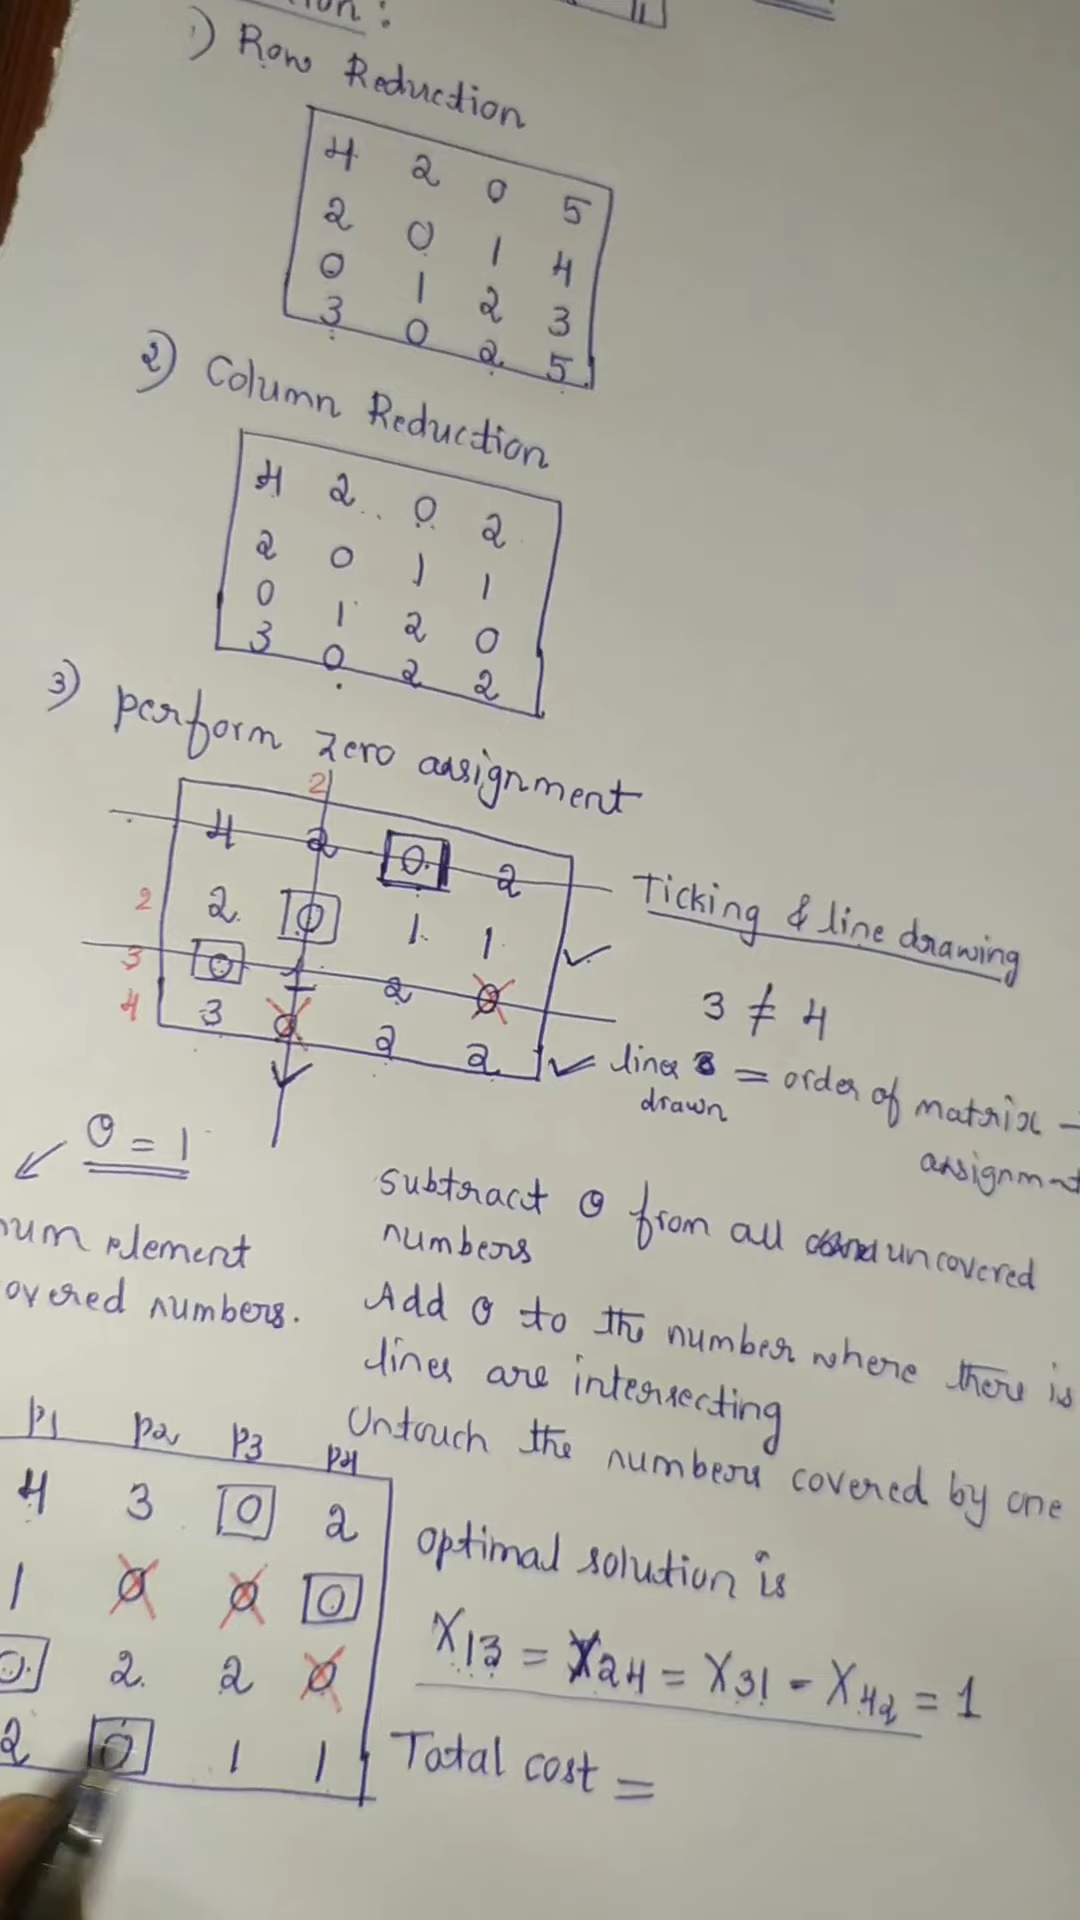 1) Row Reduction
4 2 0 5
2 0 1 4
0 1 2 3
3 0 2 5
2) Column Reduction
4 2 0 2
2 0 1 1
0 1 2 0
3 0 2 2
3) perform zero assignment
2
4 2 0 2
2 2 0 1 1 ✓
3 0 1 2 0
4 3 0 2 2 ✓
Ticking & line drawing
3 ≠ 4
lines = order of matrix -
drawn
assignment
θ = 1
element
numbers.
subtract θ from all uncovered
numbers
Add θ to the number where there is
lines are intersecting
Untouch the numbers covered by one
P1 P2 P3 P4
4 3 0 2
1 0 0 0
0 2 2 0
2 0 1 1
optimal solution is
X13 = X24 = X31 - X42 = 1
Total cost =